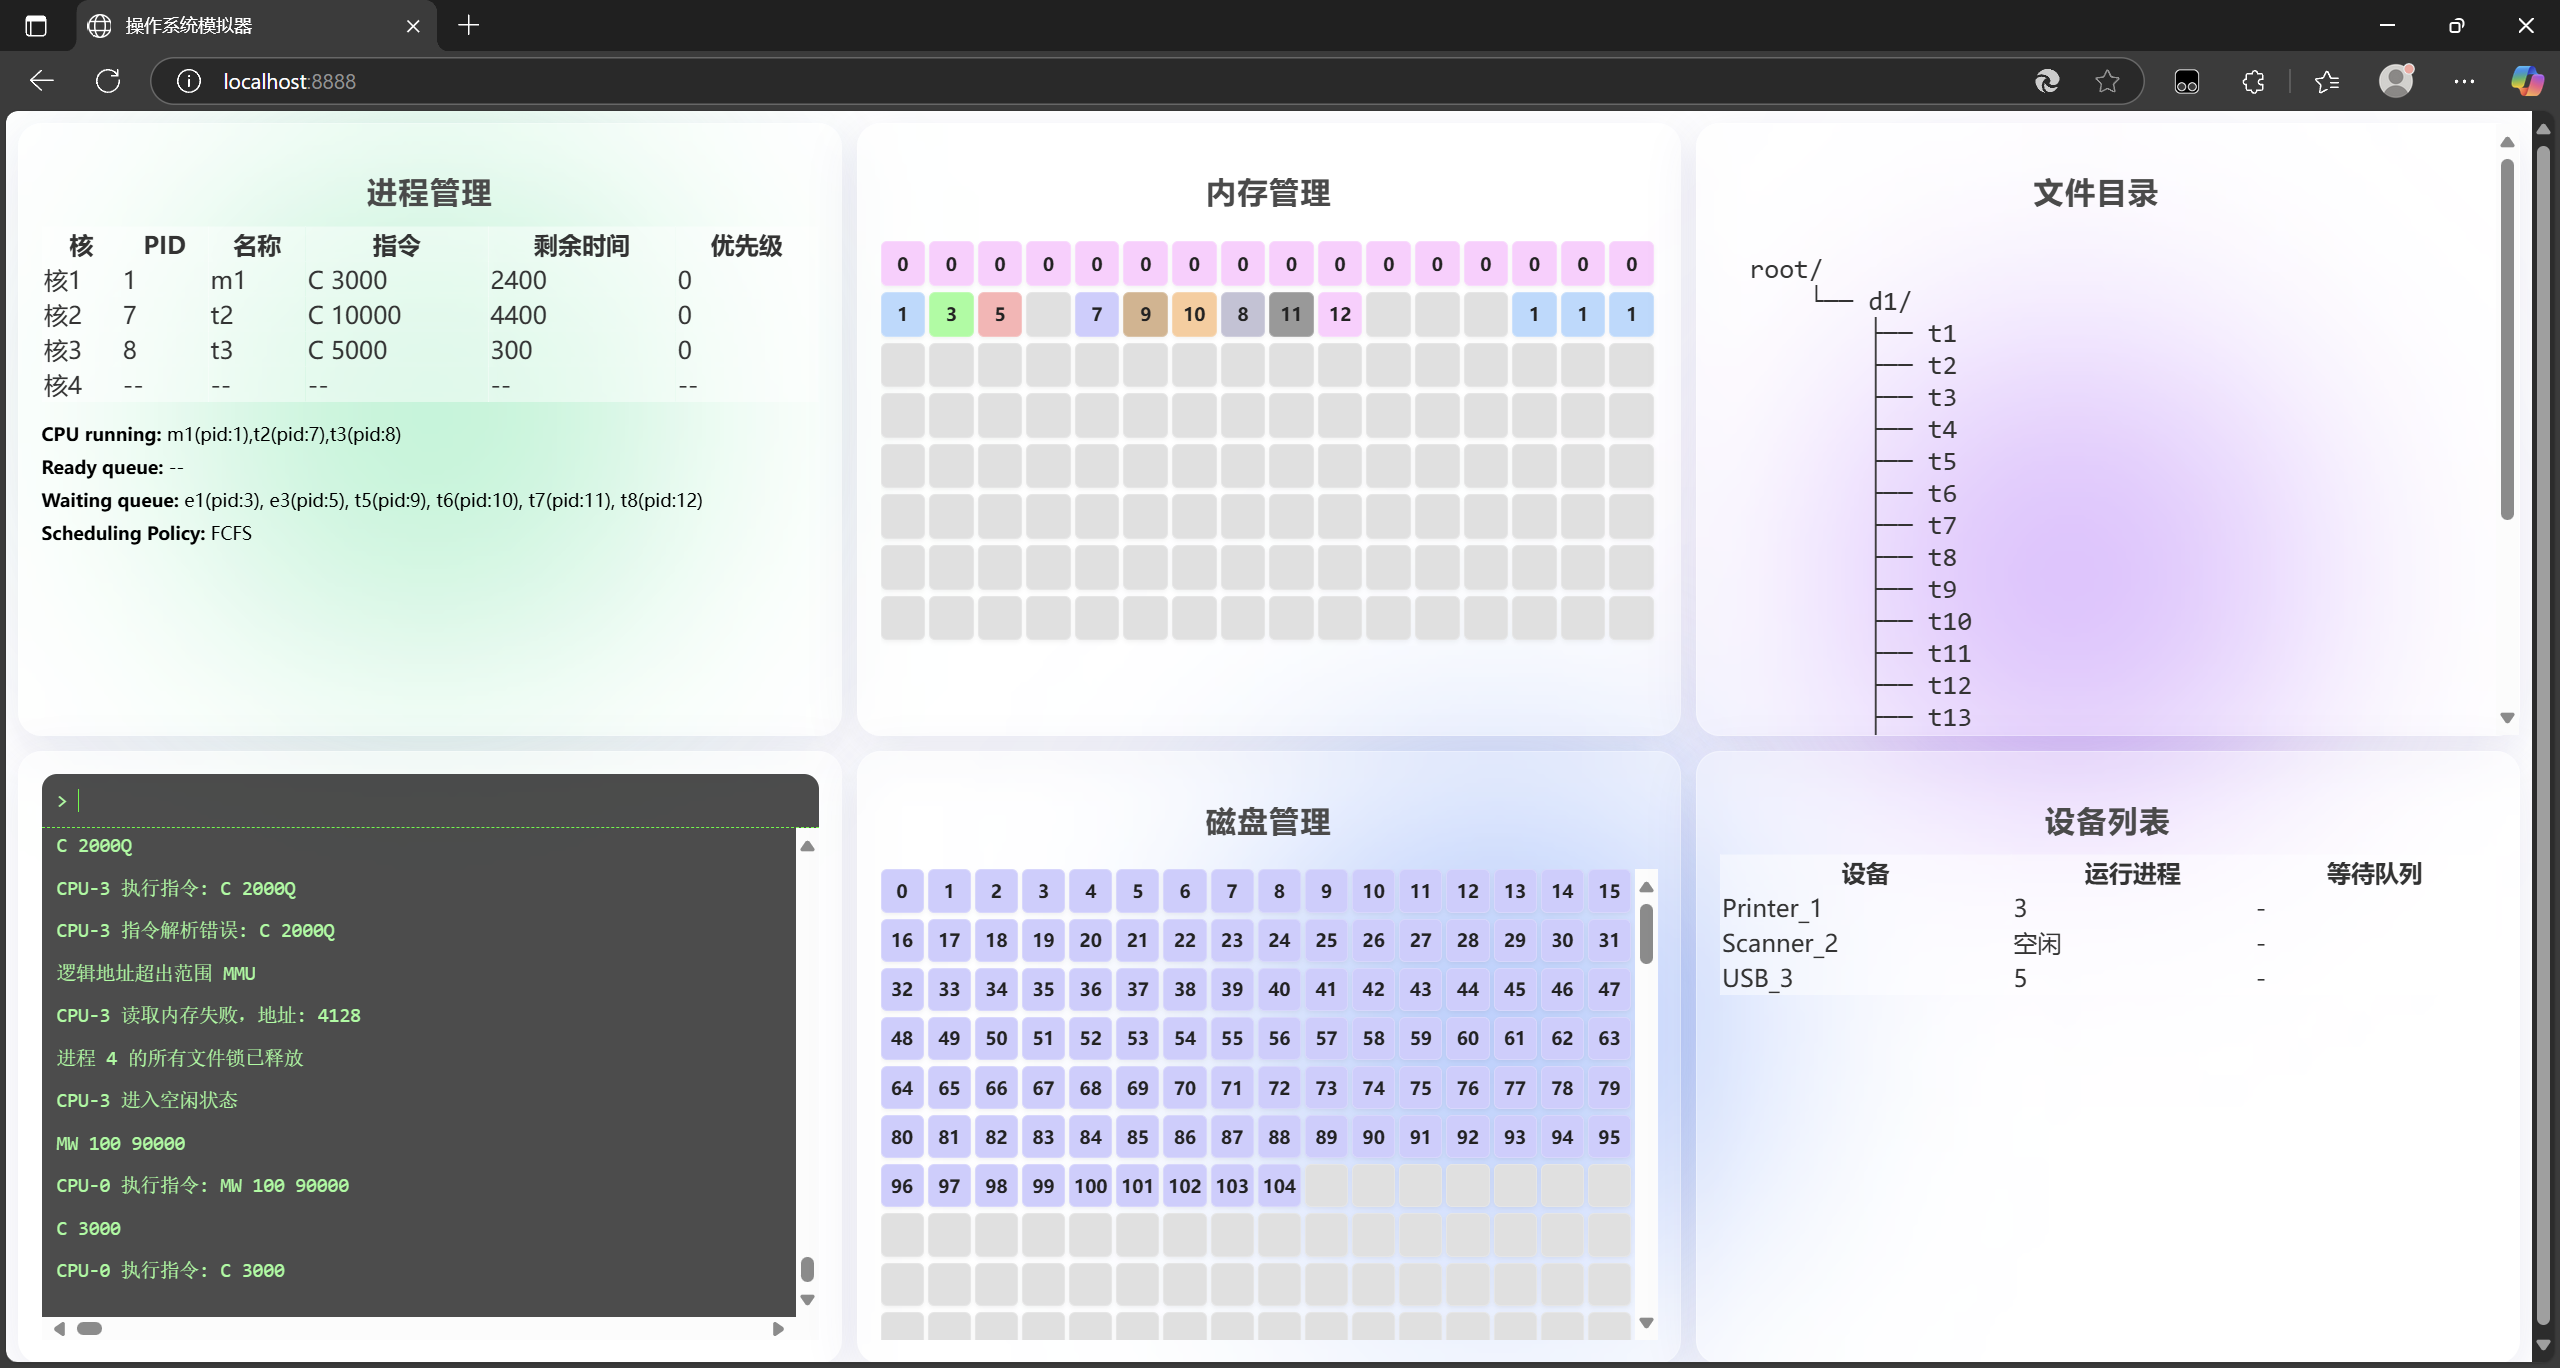 操作系统模拟器
localhost:8888
进程管理
核 PID 名称 指令 剩余时间 优先级
核1 1 m1 C 3000 2400 0
核2 7 t2 C 10000 4400 0
核3 8 t3 C 5000 300 0
核4 -- -- -- -- --
CPU running: m1(pid:1),t2(pid:7),t3(pid:8)
Ready queue: --
Waiting queue: e1(pid:3), e3(pid:5), t5(pid:9), t6(pid:10), t7(pid:11), t8(pid:12)
Scheduling Policy: FCFS
内存管理
0 0 0 0 0 0 0 0 0 0 0 0 0 0 0 0
1 3 5 7 9 10 8 11 12 1 1 1
文件目录
root/
└── d1/
├── t1
├── t2
├── t3
├── t4
├── t5
├── t6
├── t7
├── t8
├── t9
├── t10
├── t11
├── t12
├── t13
>
C 2000Q
CPU-3 执行指令: C 2000Q
CPU-3 指令解析错误: C 2000Q
逻辑地址超出范围 MMU
CPU-3 读取内存失败，地址: 4128
进程 4 的所有文件锁已释放
CPU-3 进入空闲状态
MW 100 90000
CPU-0 执行指令: MW 100 90000
C 3000
CPU-0 执行指令: C 3000
磁盘管理
0 1 2 3 4 5 6 7 8 9 10 11 12 13 14 15
16 17 18 19 20 21 22 23 24 25 26 27 28 29 30 31
32 33 34 35 36 37 38 39 40 41 42 43 44 45 46 47
48 49 50 51 52 53 54 55 56 57 58 59 60 61 62 63
64 65 66 67 68 69 70 71 72 73 74 75 76 77 78 79
80 81 82 83 84 85 86 87 88 89 90 91 92 93 94 95
96 97 98 99 100 101 102 103 104
设备列表
设备 运行进程 等待队列
Printer_1 3 -
Scanner_2 空闲 -
USB_3 5 -